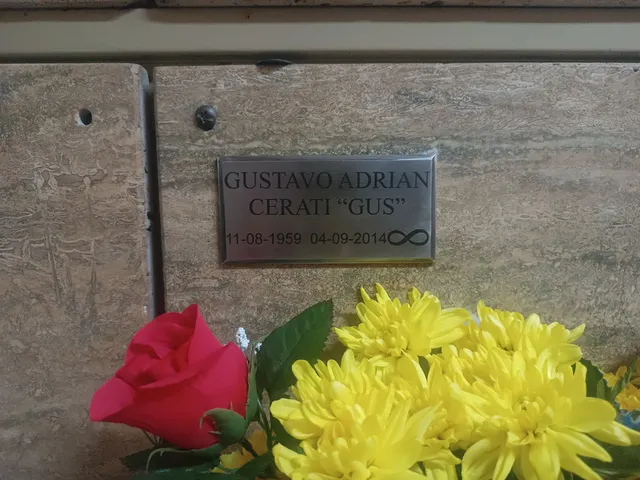 GUSTAVO ADRIAN
CERATI “GUS”
11-08-1959 04-09-2014